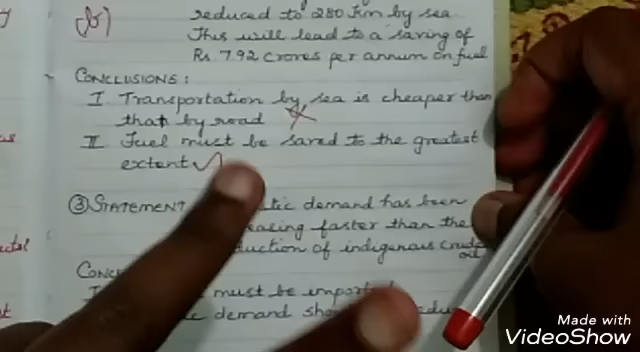 (b) reduced to 280 Km by sea
This will lead to a saving of
Rs 7.92 crores per annum on fuel
CONCLUSIONS:
I Transportation by sea is cheaper than
that by road
II Fuel must be saved to the greatest
extent
③ STATEMENT tic demand has been
easing faster than the
duction of indigenous crude
oil
Conc
must be import
demand sho
Made with
VideoShow